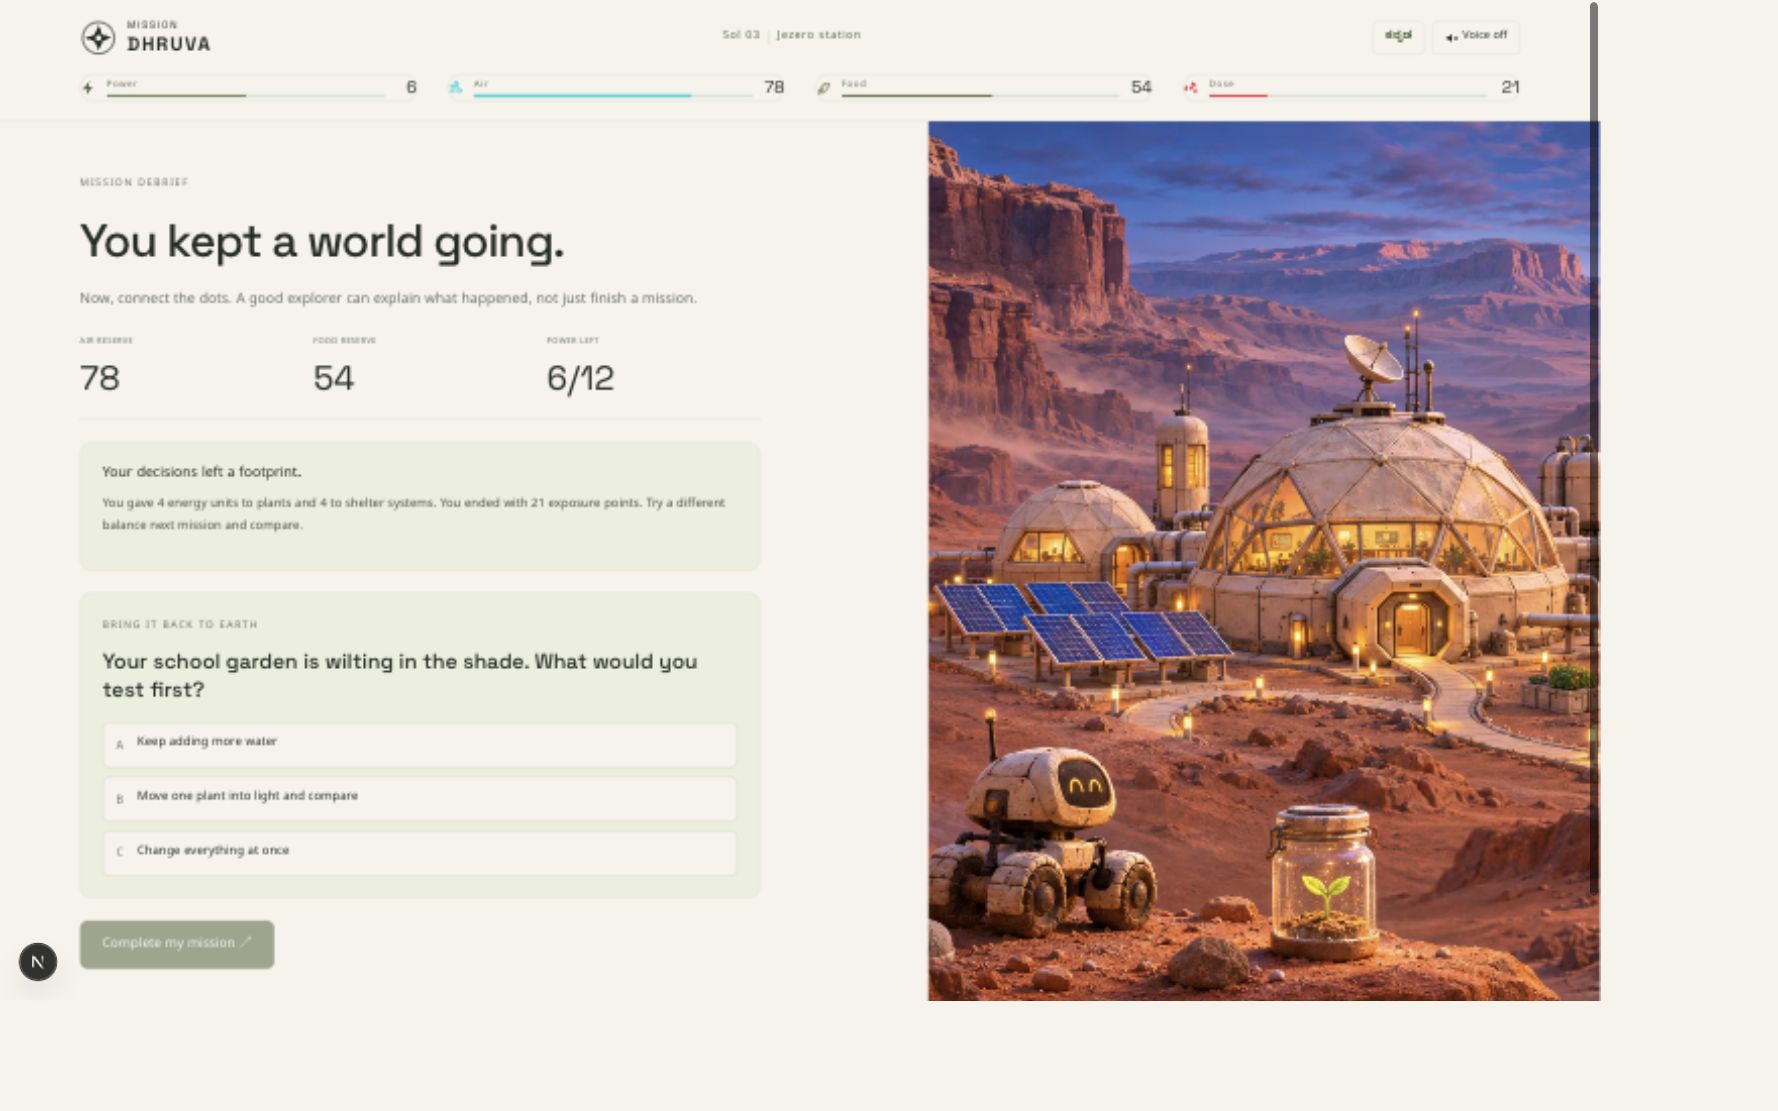 MISSION
DHRUVA
Sol 03 | Jezero station
ಕನ್ನಡ
Voice off
Power 6
Air 78
Food 54
Dose 21
MISSION DEBRIEF
You kept a world going.
Now, connect the dots. A good explorer can explain what happened, not just finish a mission.
AIR RESERVE
FOOD RESERVE
POWER LEFT
78
54
6/12
Your decisions left a footprint.
You gave 4 energy units to plants and 4 to shelter systems. You ended with 21 exposure points. Try a different
balance next mission and compare.
BRING IT BACK TO EARTH
Your school garden is wilting in the shade. What would you
test first?
A Keep adding more water
B Move one plant into light and compare
C Change everything at once
Complete my mission ↗
N